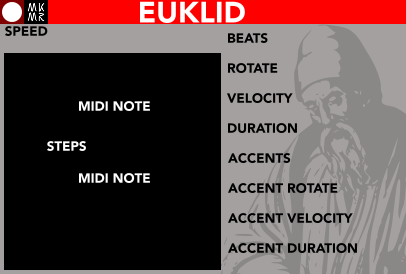 MK
MR
EUKLID
SPEED
MIDI NOTE
STEPS
MIDI NOTE
BEATS
ROTATE
VELOCITY
DURATION
ACCENTS
ACCENT ROTATE
ACCENT VELOCITY
ACCENT DURATION